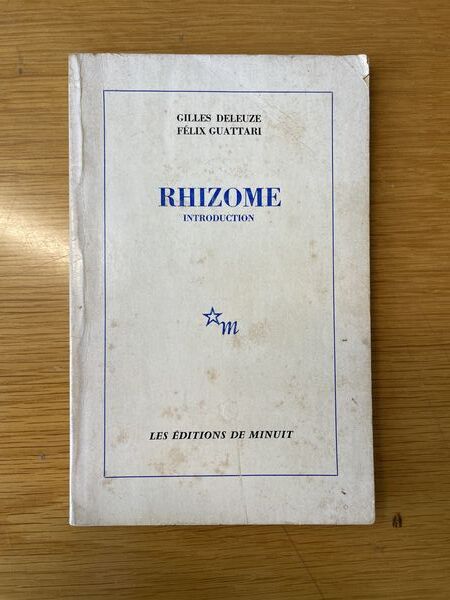 GILLES DELEUZE
FÉLIX GUATTARI
RHIZOME
INTRODUCTION
m
LES ÉDITIONS DE MINUIT